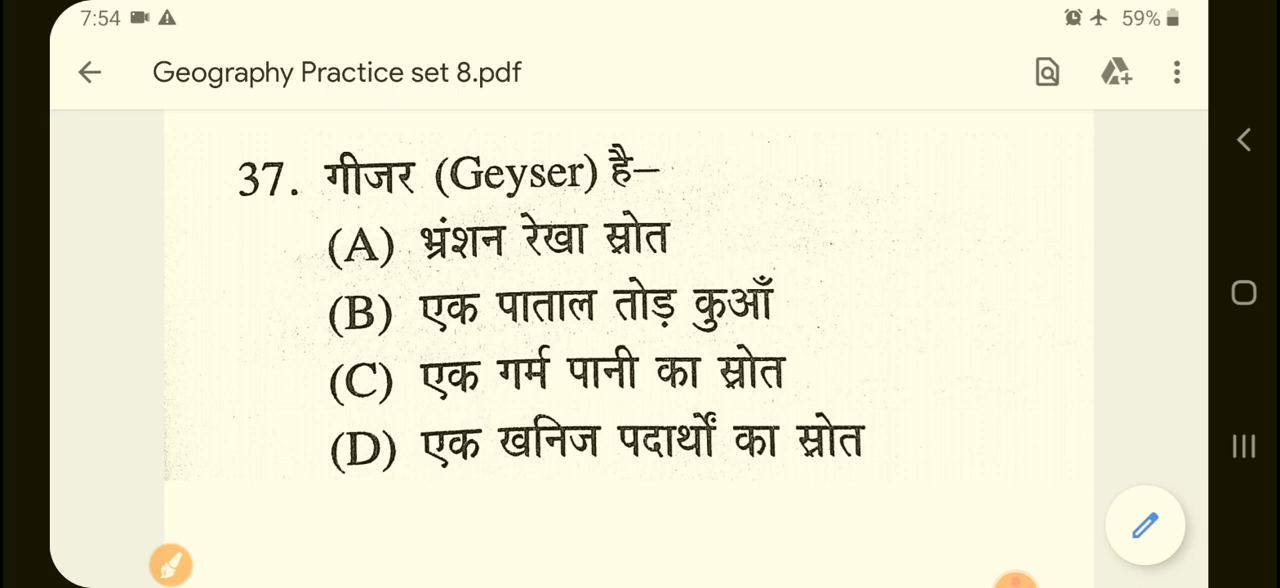 7:54 59%
Geography Practice set 8.pdf
37. गीजर (Geyser) है–
(A) भ्रंशन रेखा स्रोत
(B) एक पाताल तोड़ कुआँ
(C) एक गर्म पानी का स्रोत
(D) एक खनिज पदार्थों का स्रोत